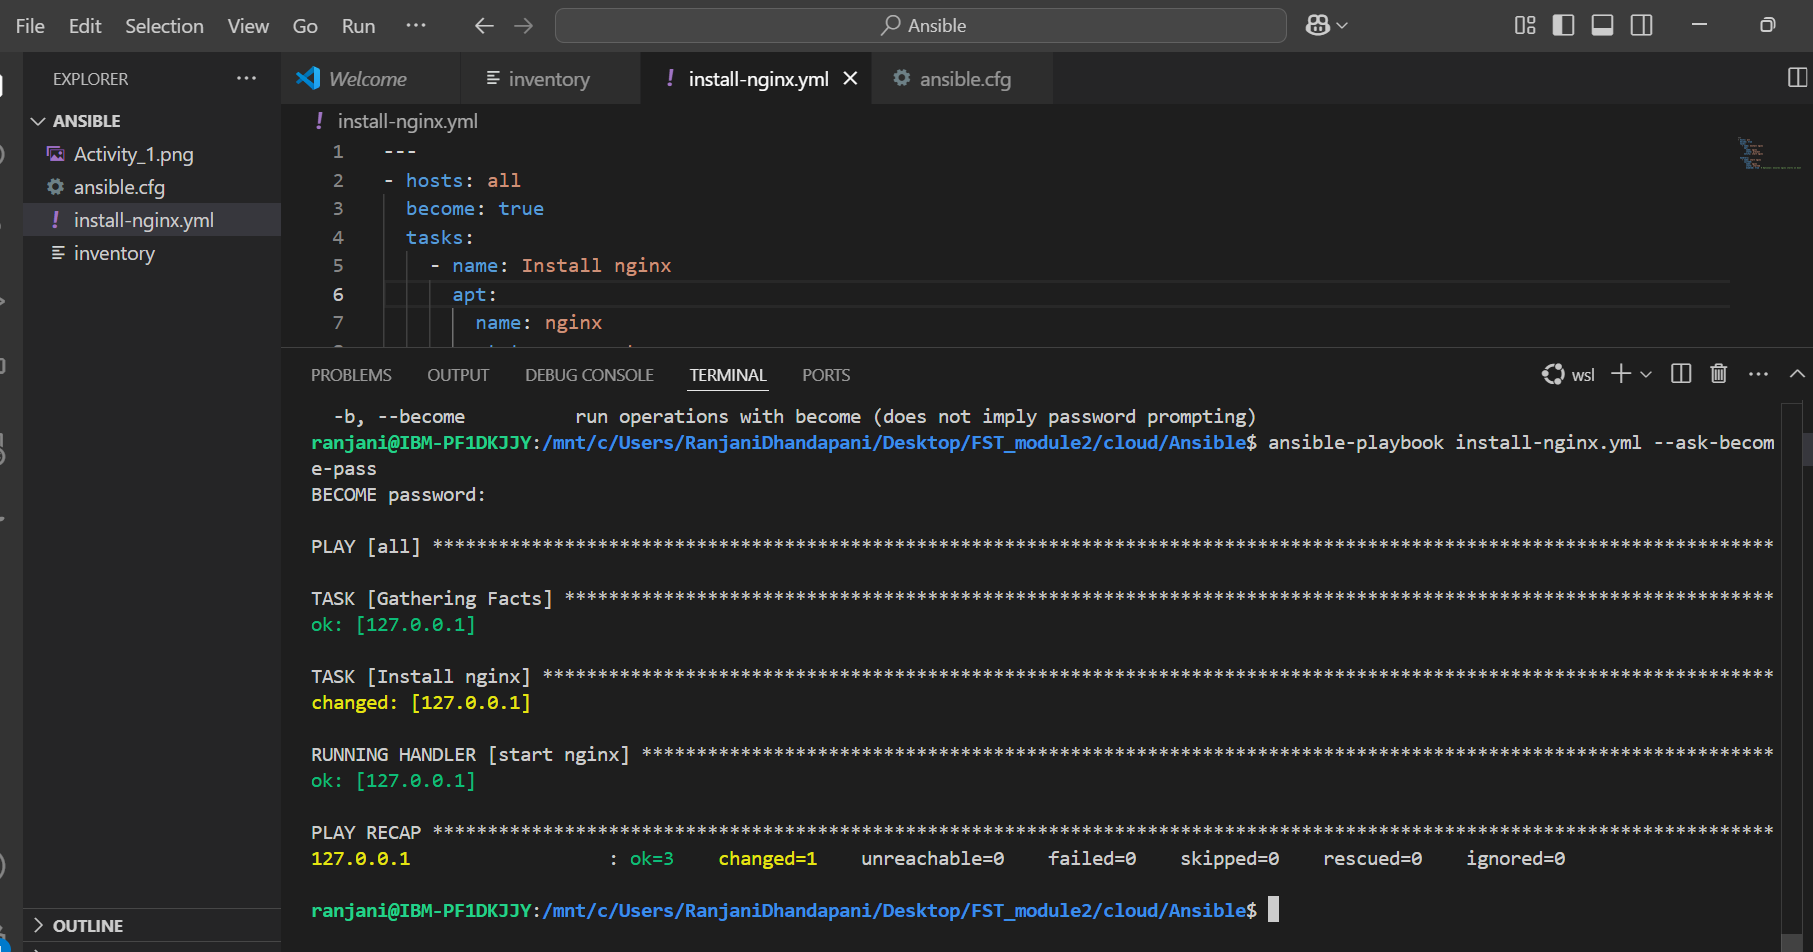 File Edit Selection View Go Run ··· Ansible
EXPLORER ···
Welcome inventory ! install-nginx.yml ansible.cfg
ANSIBLE
Activity_1.png
ansible.cfg
! install-nginx.yml
inventory
! install-nginx.yml
1 ---
2 - hosts: all
3 become: true
4 tasks:
5 - name: Install nginx
6 apt:
7 name: nginx
PROBLEMS OUTPUT DEBUG CONSOLE TERMINAL PORTS wsl
-b, --become run operations with become (does not imply password prompting)
ranjani@IBM-PF1DKJJY:/mnt/c/Users/RanjaniDhandapani/Desktop/FST_module2/cloud/Ansible$ ansible-playbook install-nginx.yml --ask-becom
e-pass
BECOME password:
PLAY [all] **************************************************************************************************************************
TASK [Gathering Facts] **************************************************************************************************************
ok: [127.0.0.1]
TASK [Install nginx] ****************************************************************************************************************
changed: [127.0.0.1]
RUNNING HANDLER [start nginx] *******************************************************************************************************
ok: [127.0.0.1]
PLAY RECAP **************************************************************************************************************************
127.0.0.1 : ok=3 changed=1 unreachable=0 failed=0 skipped=0 rescued=0 ignored=0
ranjani@IBM-PF1DKJJY:/mnt/c/Users/RanjaniDhandapani/Desktop/FST_module2/cloud/Ansible$
OUTLINE